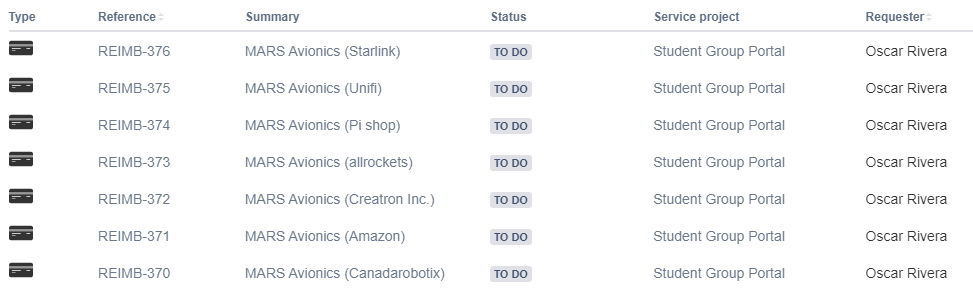 Type Reference Summary Status Service project Requester
REIMB-376 MARS Avionics (Starlink) TO DO Student Group Portal Oscar Rivera
REIMB-375 MARS Avionics (Unifi) TO DO Student Group Portal Oscar Rivera
REIMB-374 MARS Avionics (Pi shop) TO DO Student Group Portal Oscar Rivera
REIMB-373 MARS Avionics (allrockets) TO DO Student Group Portal Oscar Rivera
REIMB-372 MARS Avionics (Creatron Inc.) TO DO Student Group Portal Oscar Rivera
REIMB-371 MARS Avionics (Amazon) TO DO Student Group Portal Oscar Rivera
REIMB-370 MARS Avionics (Canadarobotix) TO DO Student Group Portal Oscar Rivera